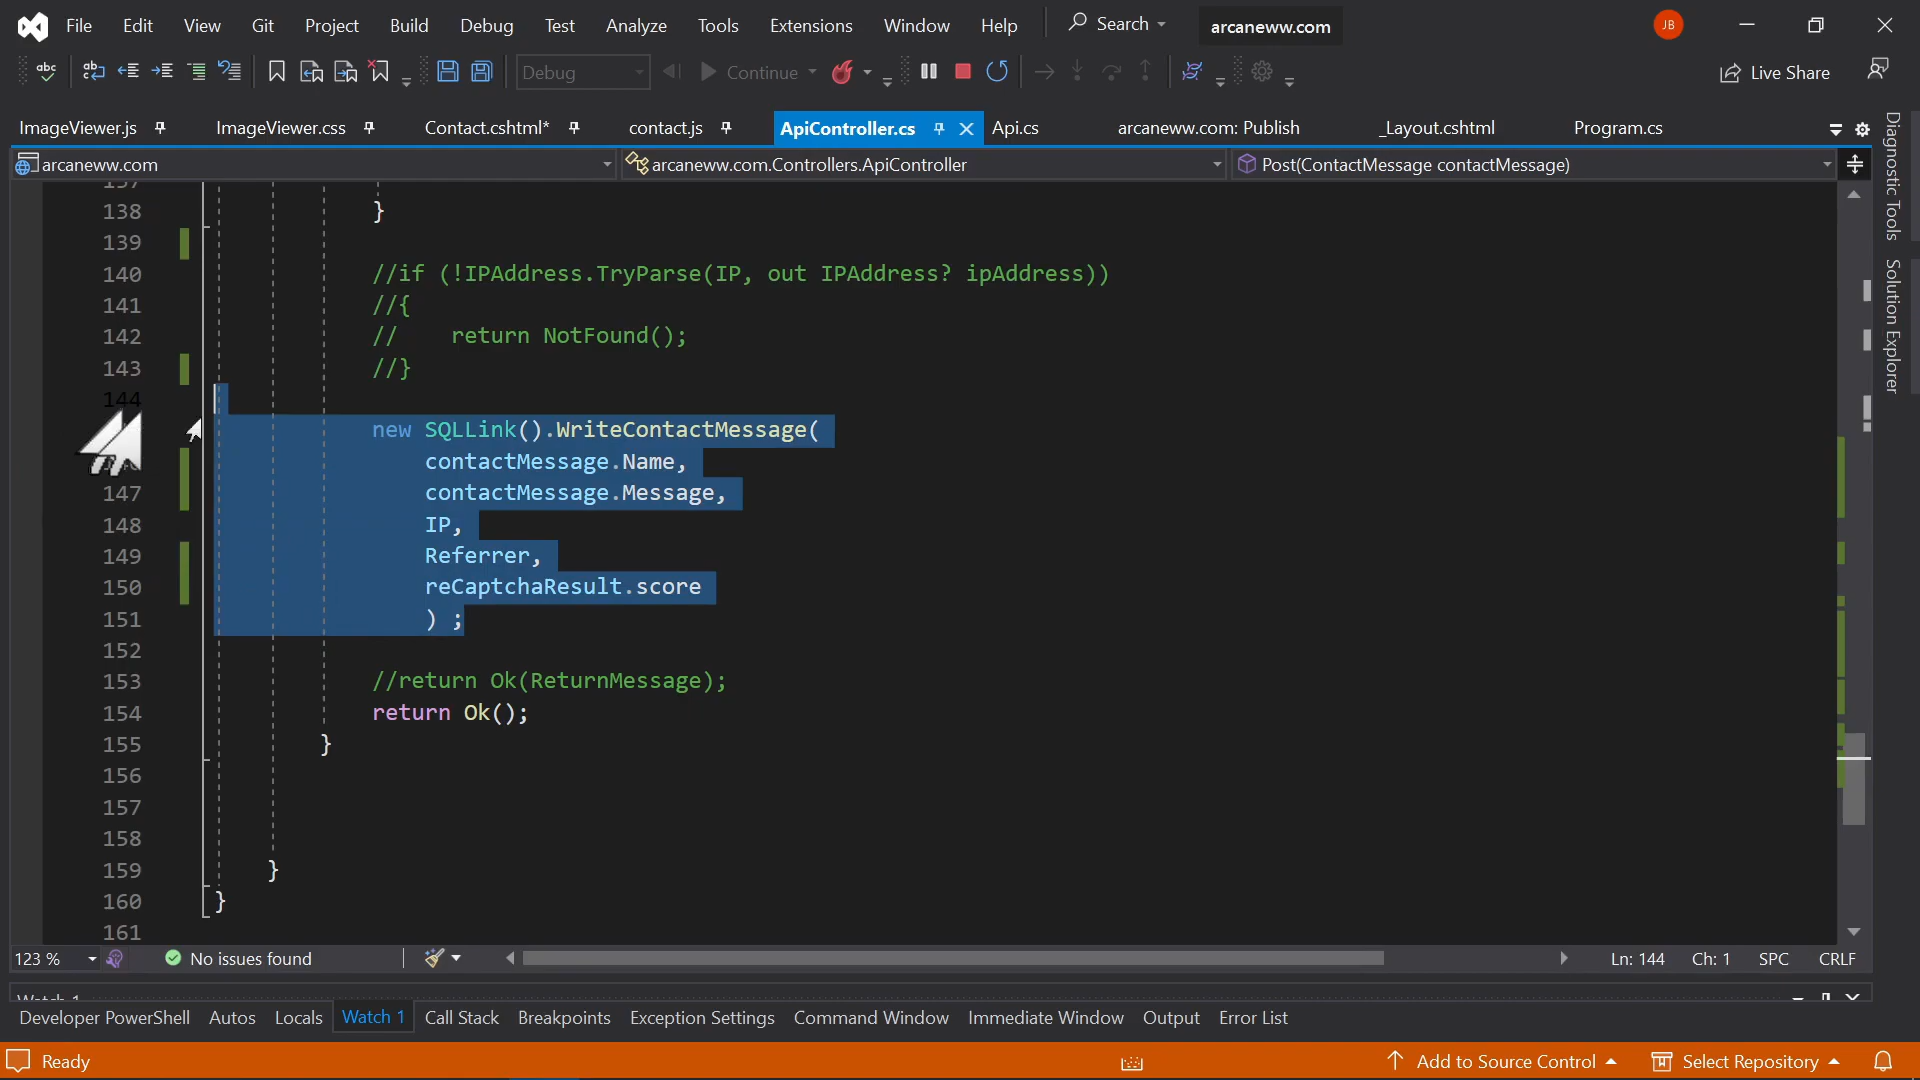 File Edit View Git Project Build Debug Test Analyze Tools Extensions Window Help Search arcaneww.com JB
abc Debug Continue Live Share
ImageViewer.js ImageViewer.css Contact.cshtml* contact.js ApiController.cs Api.cs arcaneww.com: Publish _Layout.cshtml Program.cs
arcaneww.com arcaneww.com.Controllers.ApiController Post(ContactMessage contactMessage)
137
138 }
139
140 //if (!IPAddress.TryParse(IP, out IPAddress? ipAddress))
141 //{
142 //    return NotFound();
143 //}
144
new SQLLink().WriteContactMessage(
contactMessage.Name,
147 contactMessage.Message,
148 IP,
149 Referrer,
150 reCaptchaResult.score
151 ) ;
152
153 //return Ok(ReturnMessage);
154 return Ok();
155 }
156
157
158
159 }
160 }
161
Diagnostic Tools
Solution Explorer
123 % No issues found Ln: 144 Ch: 1 SPC CRLF
Watch 1
Developer PowerShell Autos Locals Watch 1 Call Stack Breakpoints Exception Settings Command Window Immediate Window Output Error List
Ready Add to Source Control Select Repository